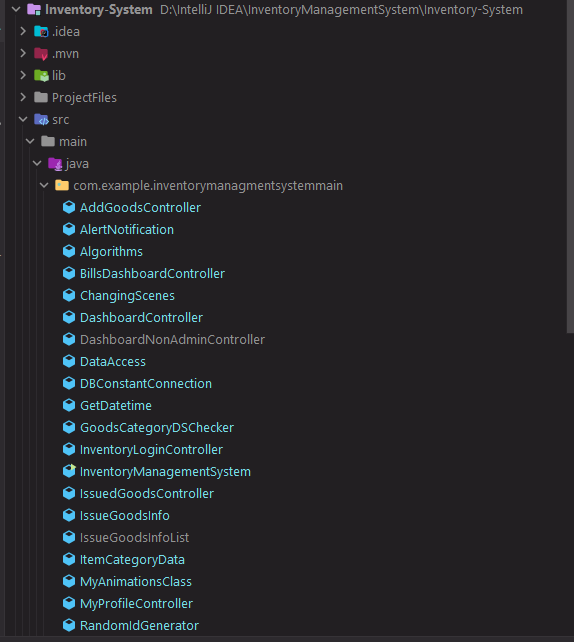 Inventory-System D:\IntelliJ IDEA\InventoryManagementSystem\Inventory-System
.idea
.mvn
lib
ProjectFiles
src
main
java
com.example.inventorymanagmentsystemmain
AddGoodsController
AlertNotification
Algorithms
BillsDashboardController
ChangingScenes
DashboardController
DashboardNonAdminController
DataAccess
DBConstantConnection
GetDatetime
GoodsCategoryDSChecker
InventoryLoginController
InventoryManagementSystem
IssuedGoodsController
IssueGoodsInfo
IssueGoodsInfoList
ItemCategoryData
MyAnimationsClass
MyProfileController
RandomIdGenerator